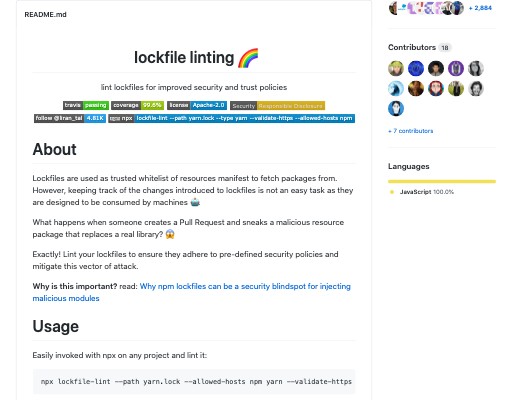 README.md
lockfile linting 🌈
lint lockfiles for improved security and trust policies
travis passing coverage 99.6% license Apache-2.0 Security Responsible Disclosure
follow @liran_tal 4.81K npx lockfile-lint --path yarn.lock --type yarn --validate-https --allowed-hosts npm
About
Lockfiles are used as trusted whitelist of resources manifest to fetch packages from.
However, keeping track of the changes introduced to lockfiles is not an easy task as they
are designed to be consumed by machines 🤖
What happens when someone creates a Pull Request and sneaks a malicious resource
package that replaces a real library? 😱
Exactly! Lint your lockfiles to ensure they adhere to pre-defined security policies and
mitigate this vector of attack.
Why is this important? read: Why npm lockfiles can be a security blindspot for injecting
malicious modules
Usage
Easily invoked with npx on any project and lint it:
npx lockfile-lint --path yarn.lock --allowed-hosts npm yarn --validate-https
+ 2,884
Contributors 18
+ 7 contributors
Languages
JavaScript 100.0%